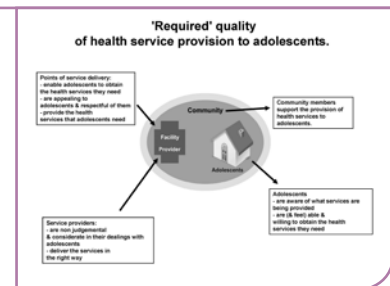 'Required' quality
of health service provision to adolescents.
Points of service delivery:
- enable adolescents to obtain
the health services they need
- are appealing to
adolescents & respectful of them
- provide the health
services that adolescents need
Community
Community members
support the provision of
health services to
adolescents.
Facility
Provider
Adolescents
Adolescents
- are aware of what services are
being provided
- are (& feel) able &
willing to obtain the health
services they need
Service providers:
- are non judgemental
& considerate in their dealings with
adolescents
- deliver the services in
the right way